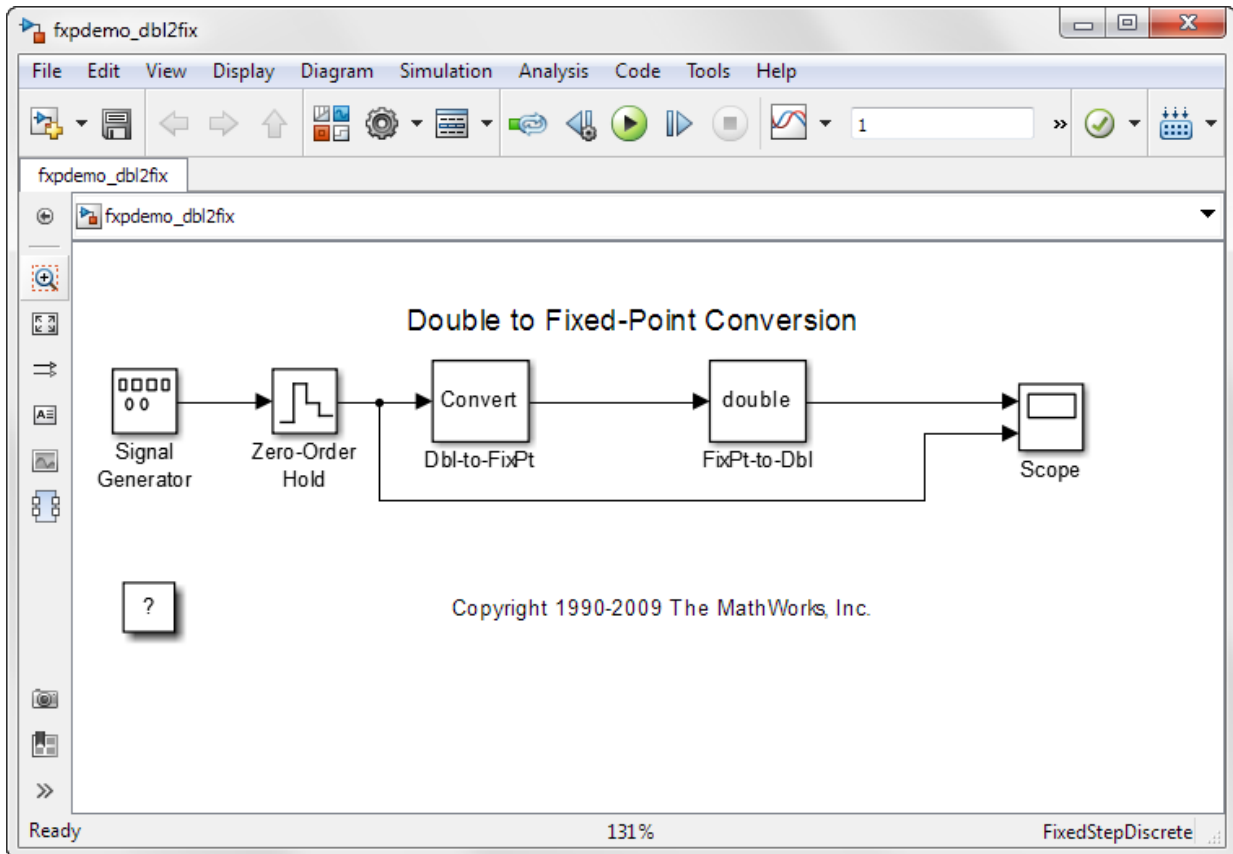 fxpdemo_dbl2fix
File Edit View Display Diagram Simulation Analysis Code Tools Help
1
fxpdemo_dbl2fix
fxpdemo_dbl2fix
Double to Fixed-Point Conversion
Convert
double
Signal
Generator
Zero-Order
Hold
Dbl-to-FixPt
FixPt-to-Dbl
Scope
?
Copyright 1990-2009 The MathWorks, Inc.
Ready 131% FixedStepDiscrete